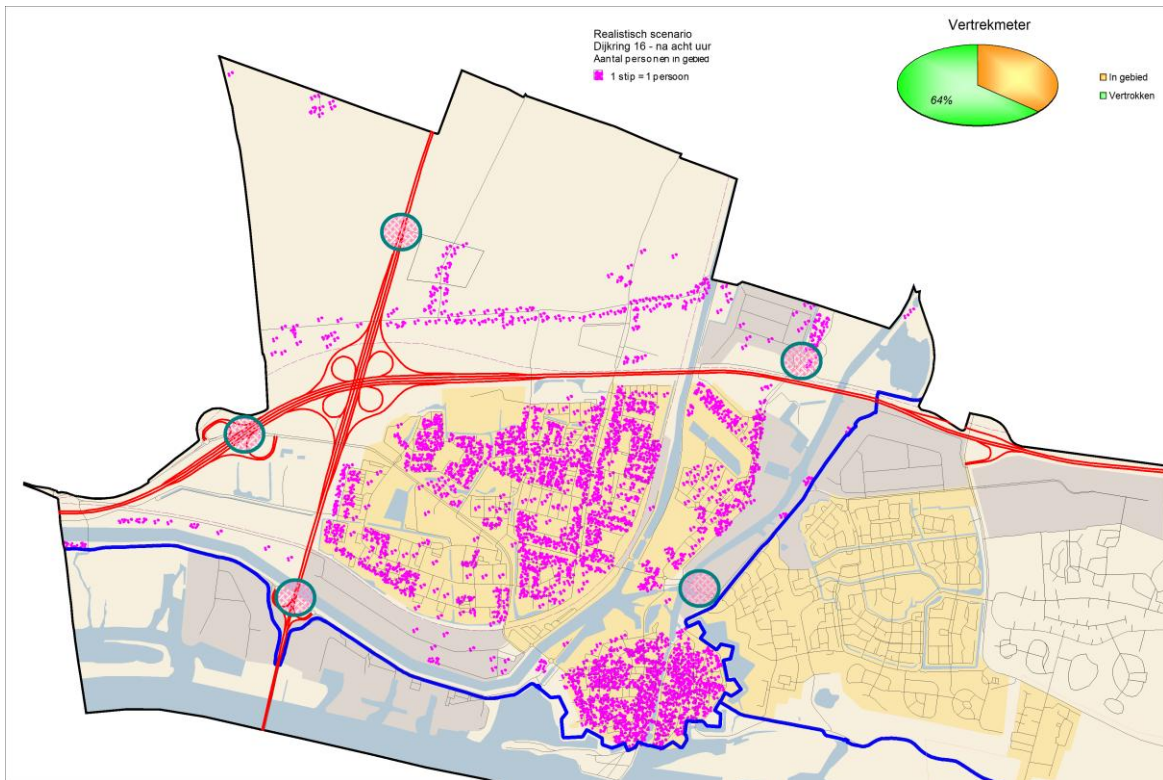 Realistisch scenario
Dijkring 16 - na acht uur
Aantal personen in gebied
1 stip = 1 persoon
Vertrekmeter
64%
In gebied
Vertrokken